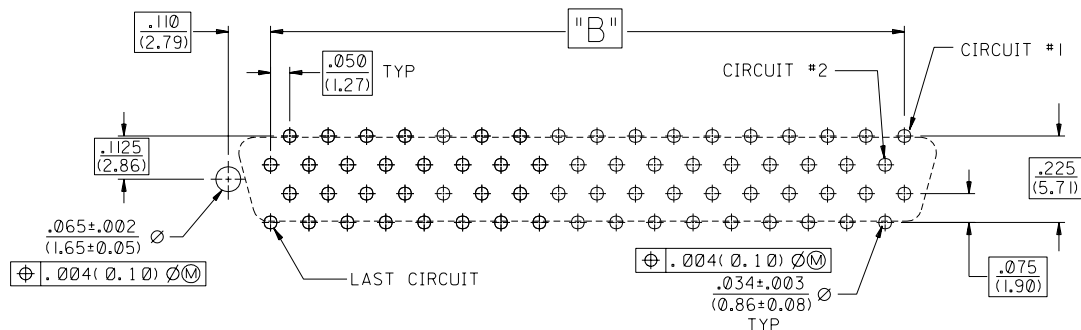 .110
(2.79)
"B"
CIRCUIT #1
.050
(1.27)
TYP
CIRCUIT #2
.1125
(2.86)
.225
(5.71)
.065±.002
(1.65±0.05) Ø
⌖ .004(0.10) Ø Ⓜ
LAST CIRCUIT
⌖ .004(0.10) Ø Ⓜ
.034±.003
(0.86±0.08) Ø
TYP
.075
(1.90)